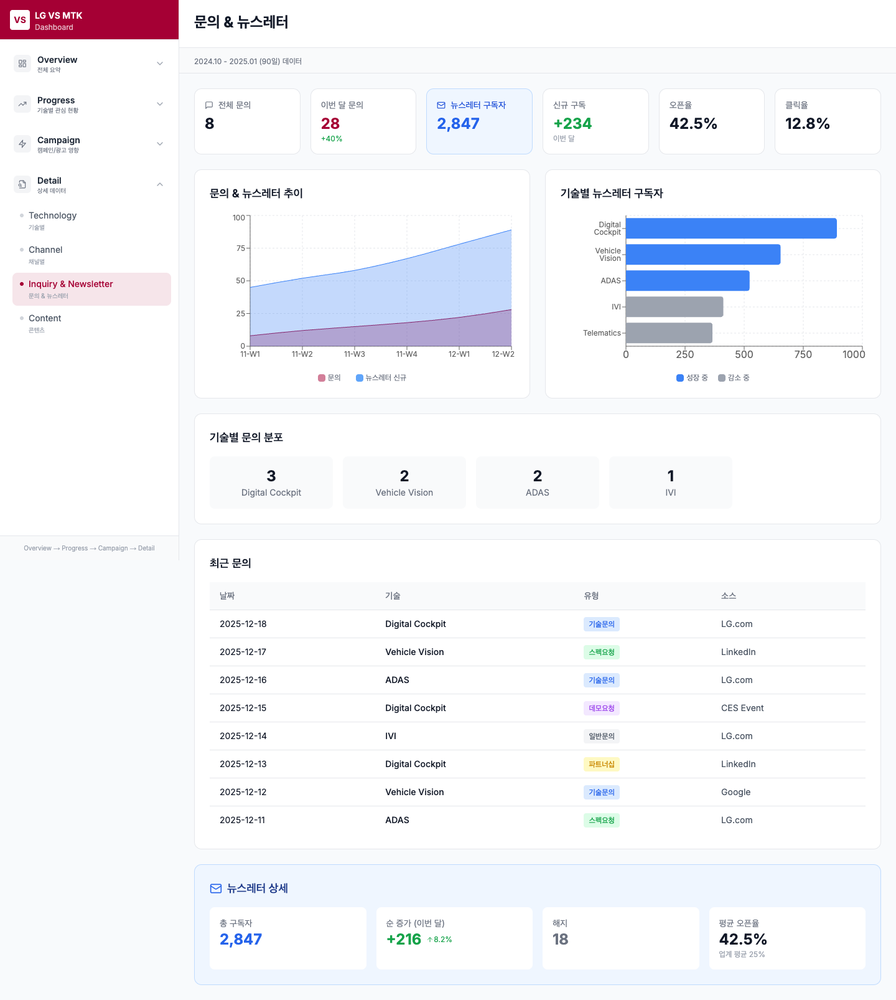 VS
LG VS MTK
Dashboard
Overview
전체 요약
Progress
기술별 관심 현황
Campaign
캠페인/광고 영향
Detail
상세 데이터
Technology
기술별
Channel
채널별
Inquiry & Newsletter
문의 & 뉴스레터
Content
콘텐츠
Overview → Progress → Campaign → Detail
문의 & 뉴스레터
2024.10 - 2025.01 (90일) 데이터
전체 문의
8
이번 달 문의
28
+40%
뉴스레터 구독자
2,847
신규 구독
+234
이번 달
오픈율
42.5%
클릭율
12.8%
문의 & 뉴스레터 추이
100
75
50
25
0
11-W1 11-W2 11-W3 11-W4 12-W1 12-W2
문의 뉴스레터 신규
기술별 뉴스레터 구독자
Digital
Cockpit
Vehicle
Vision
ADAS
IVI
Telematics
0 250 500 750 1000
성장 중 감소 중
기술별 문의 분포
3
Digital Cockpit
2
Vehicle Vision
2
ADAS
1
IVI
최근 문의
날짜 기술 유형 소스
2025-12-18 Digital Cockpit 기술문의 LG.com
2025-12-17 Vehicle Vision 스펙요청 LinkedIn
2025-12-16 ADAS 기술문의 LG.com
2025-12-15 Digital Cockpit 데모요청 CES Event
2025-12-14 IVI 일반문의 LG.com
2025-12-13 Digital Cockpit 파트너십 LinkedIn
2025-12-12 Vehicle Vision 기술문의 Google
2025-12-11 ADAS 스펙요청 LG.com
뉴스레터 상세
총 구독자
2,847
순 증가 (이번 달)
+216 ↑8.2%
해지
18
평균 오픈율
42.5%
업계 평균 25%